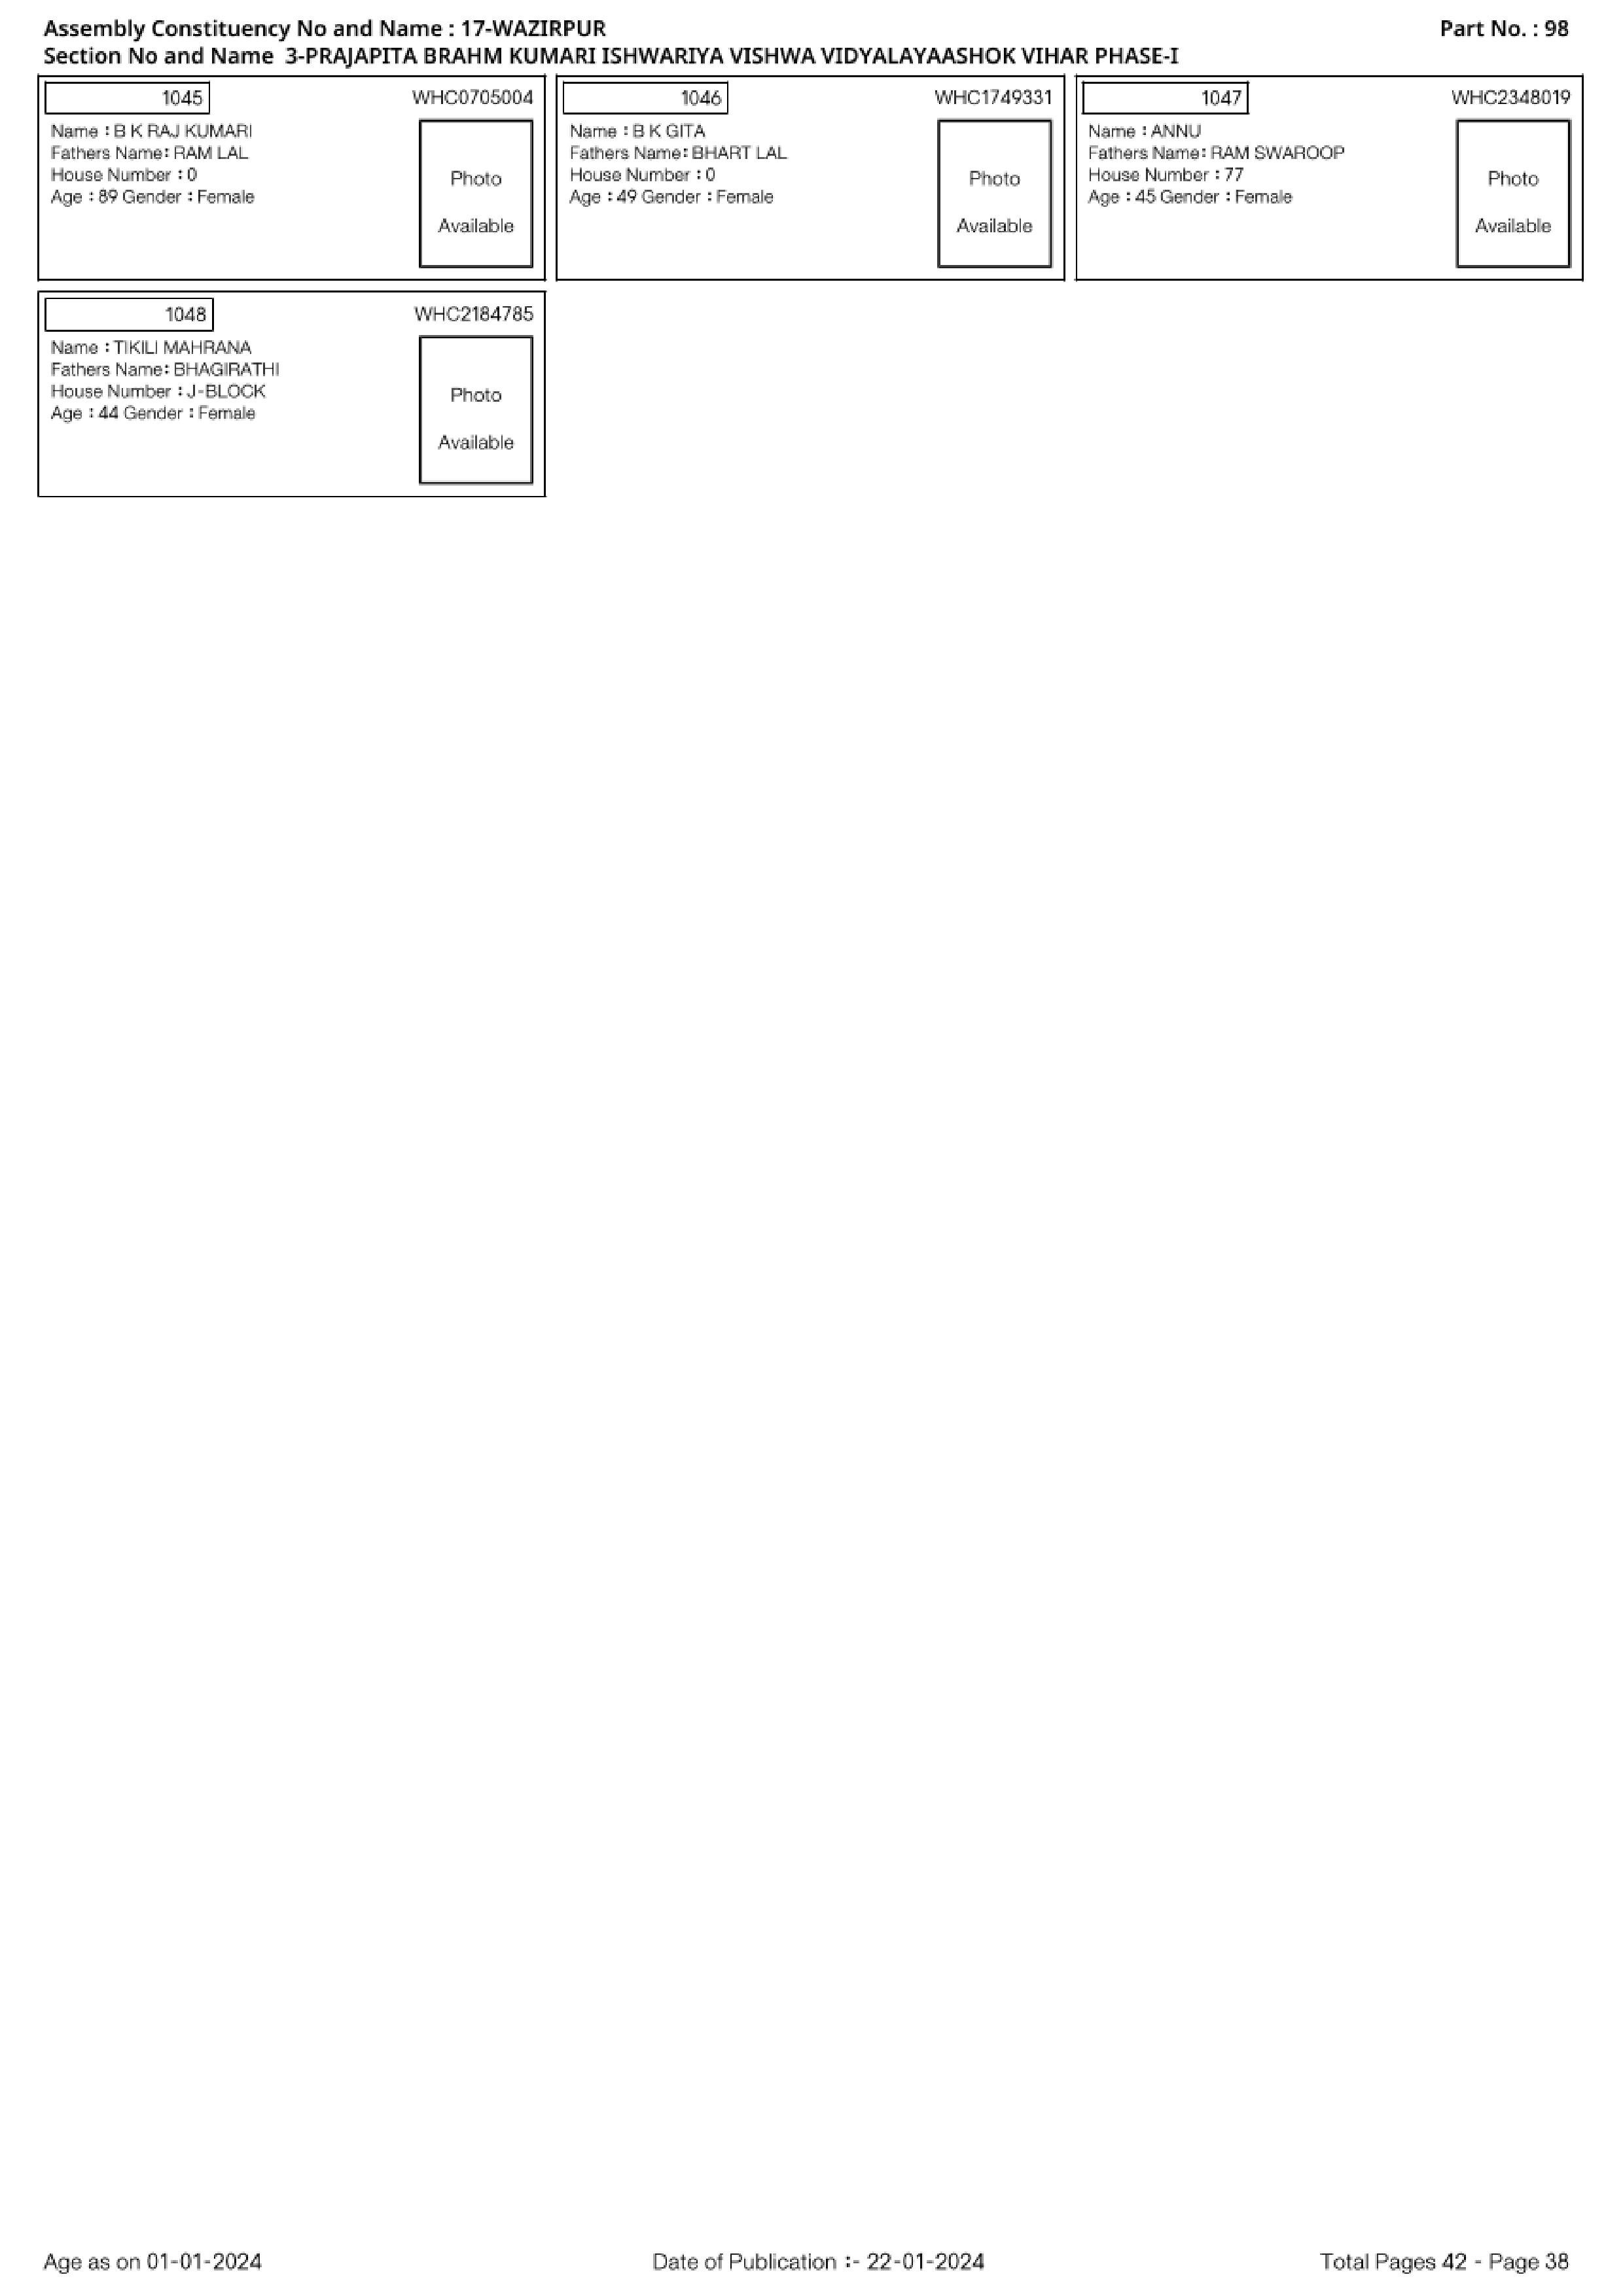 Assembly Constituency No and Name : 17-WAZIRPUR
Part No. : 98
Section No and Name 3-PRAJAPITA BRAHM KUMARI ISHWARIYA VISHWA VIDYALAYAASHOK VIHAR PHASE-I
1045
WHC0705004
Name : B K RAJ KUMARI
Fathers Name: RAM LAL
House Number : 0
Age : 89 Gender : Female
Photo
Available
1046
WHC1749331
Name : B K GITA
Fathers Name: BHART LAL
House Number : 0
Age : 49 Gender : Female
Photo
Available
1047
WHC2348019
Name : ANNU
Fathers Name: RAM SWAROOP
House Number : 77
Age : 45 Gender : Female
Photo
Available
1048
WHC2184785
Name : TIKILI MAHRANA
Fathers Name: BHAGIRATHI
House Number : J-BLOCK
Age : 44 Gender : Female
Photo
Available
Age as on 01-01-2024
Date of Publication :- 22-01-2024
Total Pages 42 - Page 38